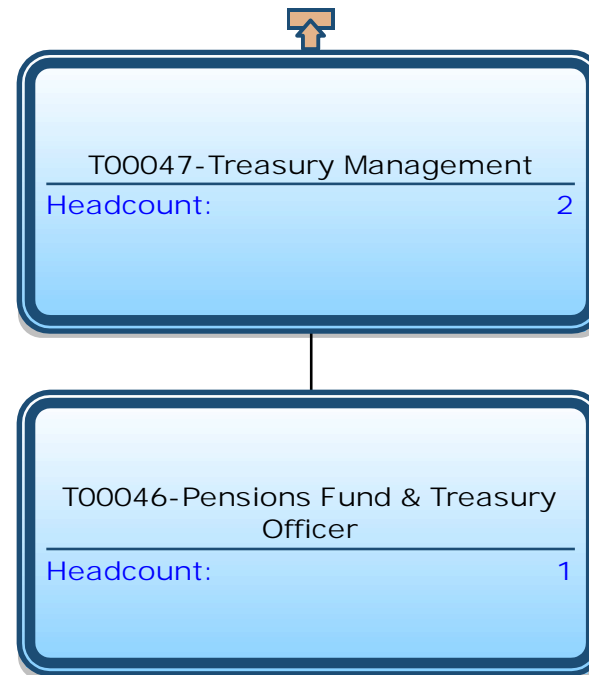 T00047-Treasury Management
Headcount: 2
T00046-Pensions Fund & Treasury
Officer
Headcount: 1